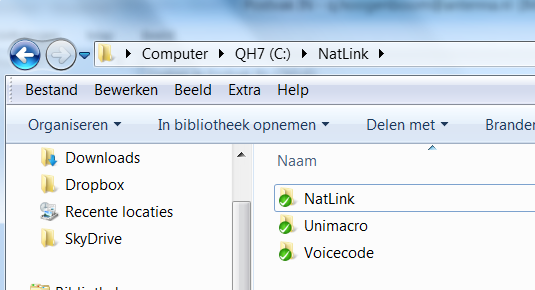 Computer QH7 (C:) NatLink
Bestand Bewerken Beeld Extra Help
Organiseren In bibliotheek opnemen Delen met
Downloads
Dropbox
Recente locaties
SkyDrive
Naam
NatLink
Unimacro
Voicecode